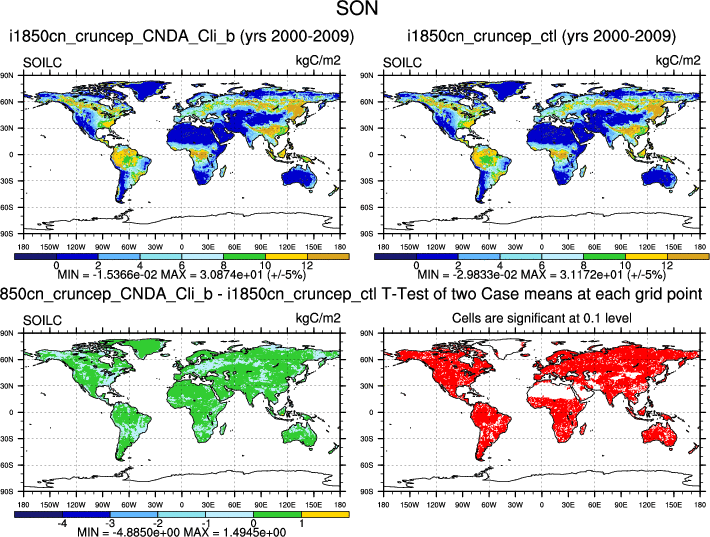 SON
i1850cn_cruncep_CNDA_Cli_b (yrs 2000-2009)
SOILC kgC/m2
90N
60N
30N
0
30S
60S
90S
180 150W 120W 90W 60W 30W 0 30E 60E 90E 120E 150E 180
0 2 4 6 8 10 12
MIN = -1.5366e-02 MAX = 3.0874e+01 (+/-5%)
i1850cn_cruncep_ctl (yrs 2000-2009)
SOILC kgC/m2
90N
60N
30N
0
30S
60S
90S
180 150W 120W 90W 60W 30W 0 30E 60E 90E 120E 150E 180
0 2 4 6 8 10 12
MIN = -2.9833e-02 MAX = 3.1172e+01 (+/-5%)
850cn_cruncep_CNDA_Cli_b - i1850cn_cruncep_ctl
SOILC kgC/m2
90N
60N
30N
0
30S
60S
90S
180 150W 120W 90W 60W 30W 0 30E 60E 90E 120E 150E 180
-4 -3 -2 -1 0 1
MIN = -4.8850e+00 MAX = 1.4945e+00
T-Test of two Case means at each grid point
Cells are significant at 0.1 level
90N
60N
30N
0
30S
60S
90S
180 150W 120W 90W 60W 30W 0 30E 60E 90E 120E 150E 180